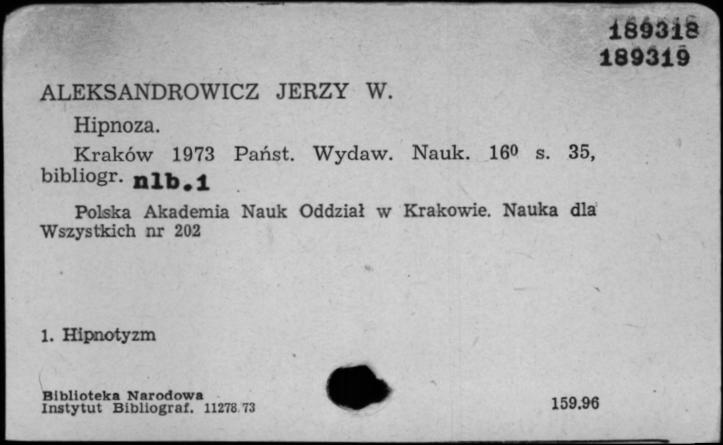 189318
189319
ALEKSANDROWICZ JERZY W.
Hipnoza.
Kraków 1973 Państ. Wydaw. Nauk. 16⁰ s. 35,
bibliogr. nlb.1
Polska Akademia Nauk Oddział w Krakowie. Nauka dla
Wszystkich nr 202
1. Hipnotyzm
Biblioteka Narodowa
Instytut Bibliograf. 11278/73
159.96